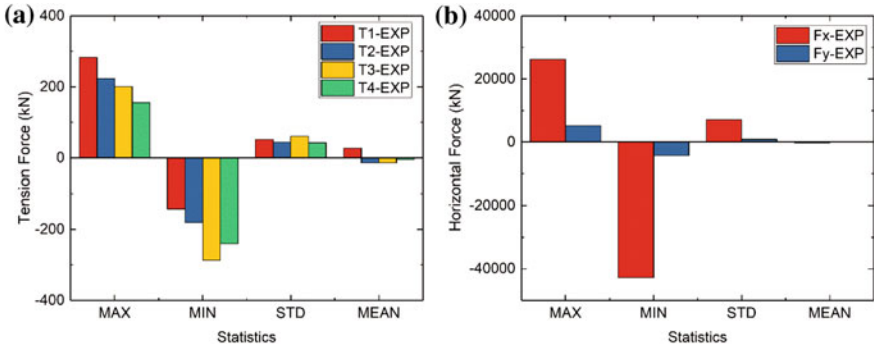 (a)
Tension Force (kN)
400
200
0
-200
-400
T1-EXP
T2-EXP
T3-EXP
T4-EXP
MAX MIN STD MEAN
Statistics
(b)
Horizontal Force (kN)
40000
20000
0
-20000
-40000
Fx-EXP
Fy-EXP
MAX MIN STD MEAN
Statistics